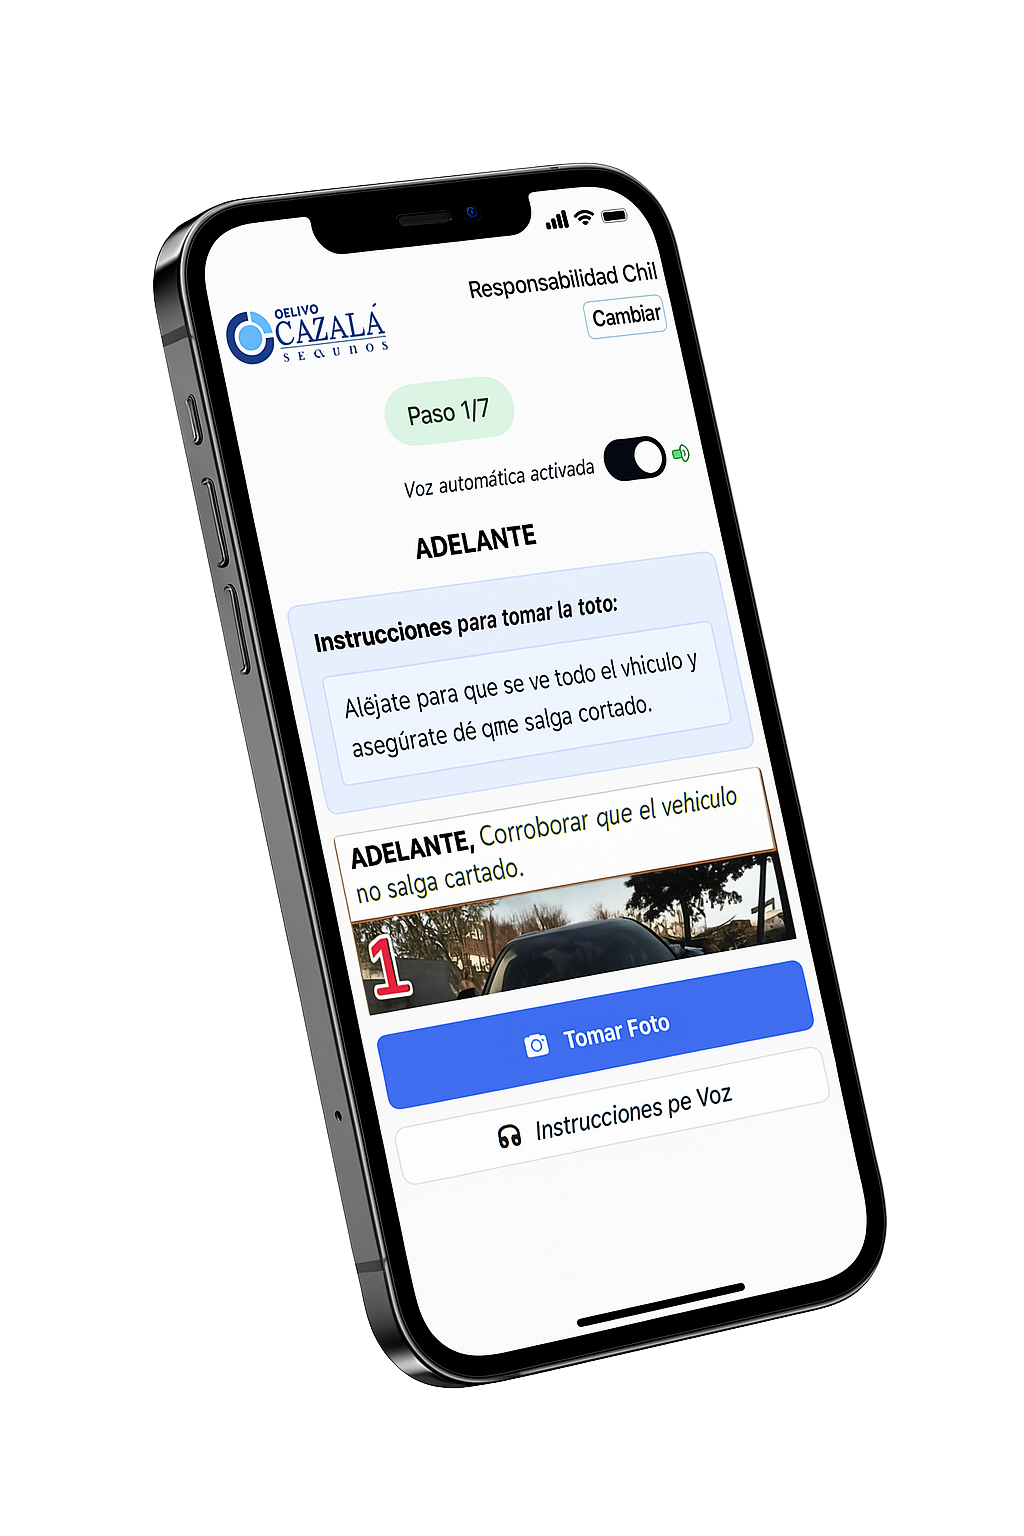 Responsabilidad Chil
OELIVO
CAZALÁ
SEQUNOS
Cambiar
Paso 1/7
Voz automática activada
ADELANTE
Instrucciones para tomar la toto:
Alëjate para que se ve todo el vhiculo y
asegúrate dé qme salga cortado.
ADELANTE, Corroborar que el vehiculo
no salga cartado.
1
Tomar Foto
Instrucciones pe Voz